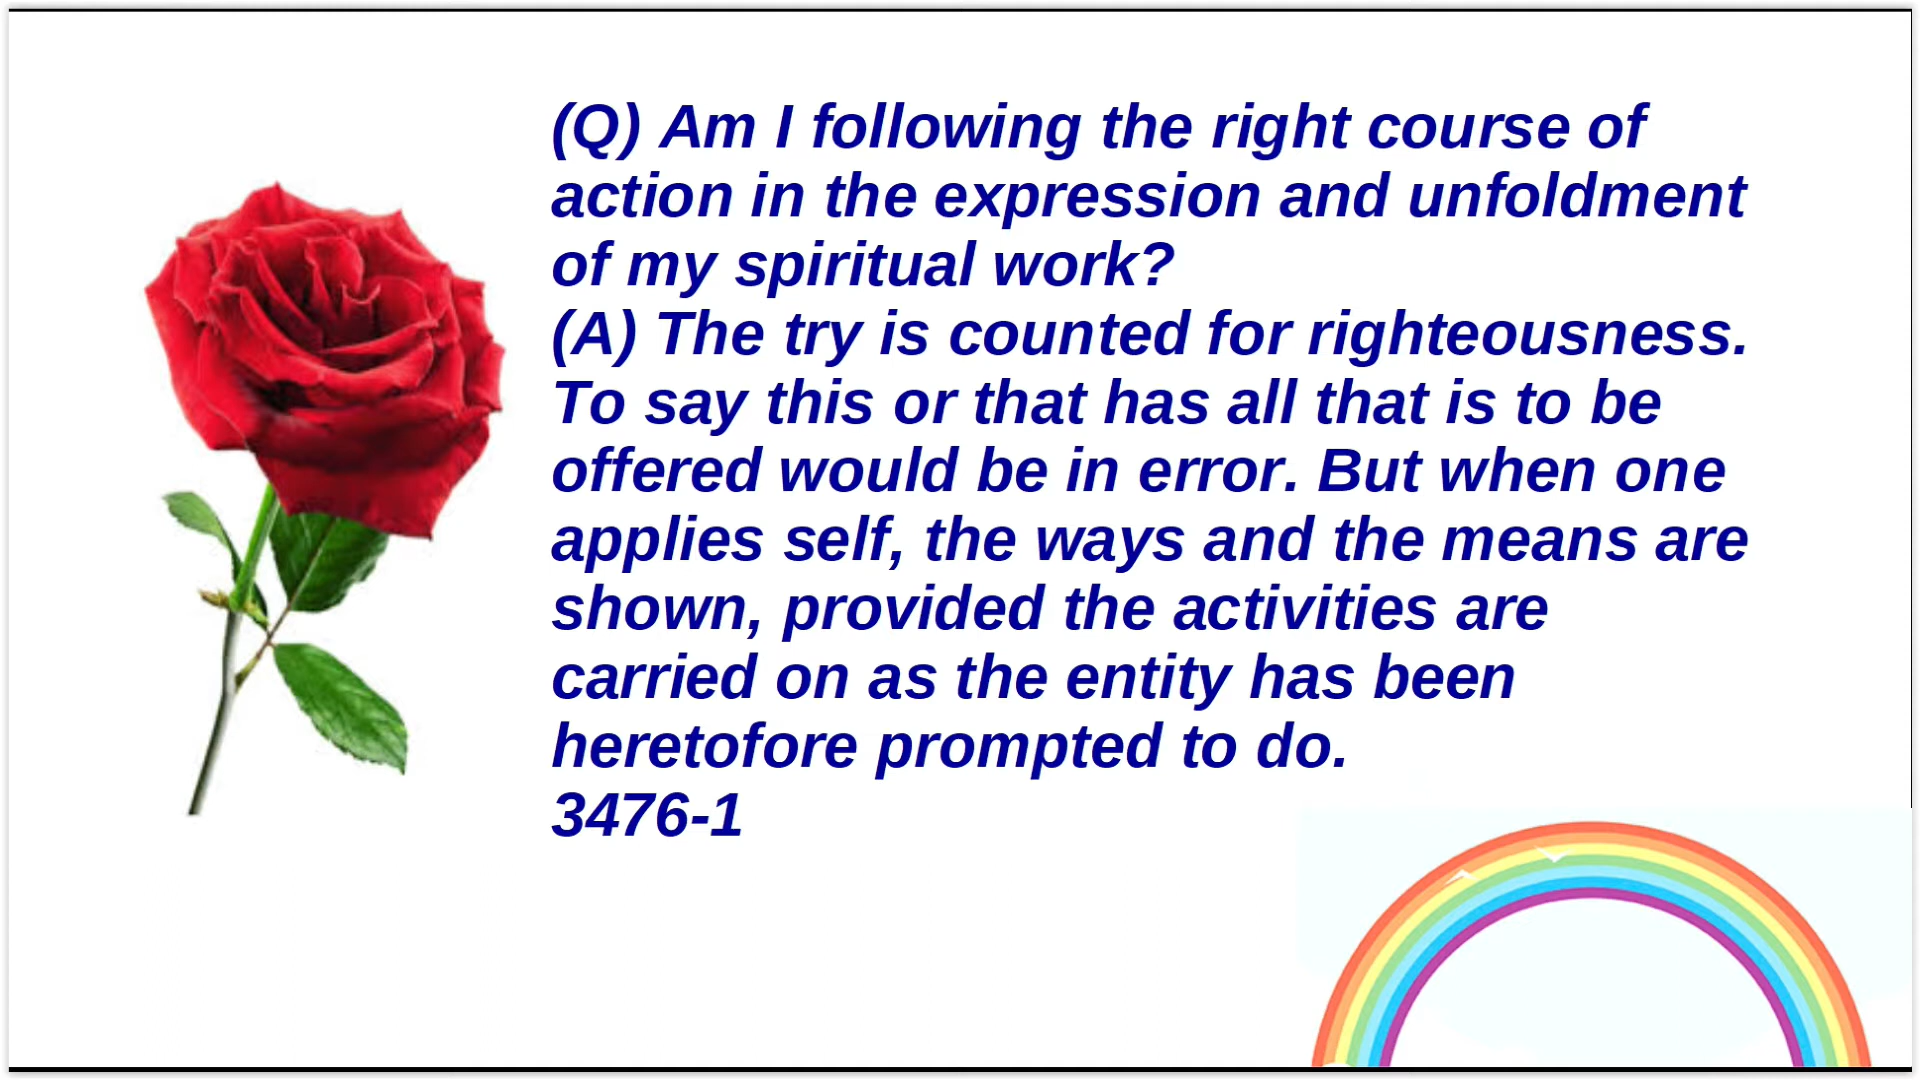 (Q) Am I following the right course of
action in the expression and unfoldment
of my spiritual work?
(A) The try is counted for righteousness.
To say this or that has all that is to be
offered would be in error. But when one
applies self, the ways and the means are
shown, provided the activities are
carried on as the entity has been
heretofore prompted to do.
3476-1